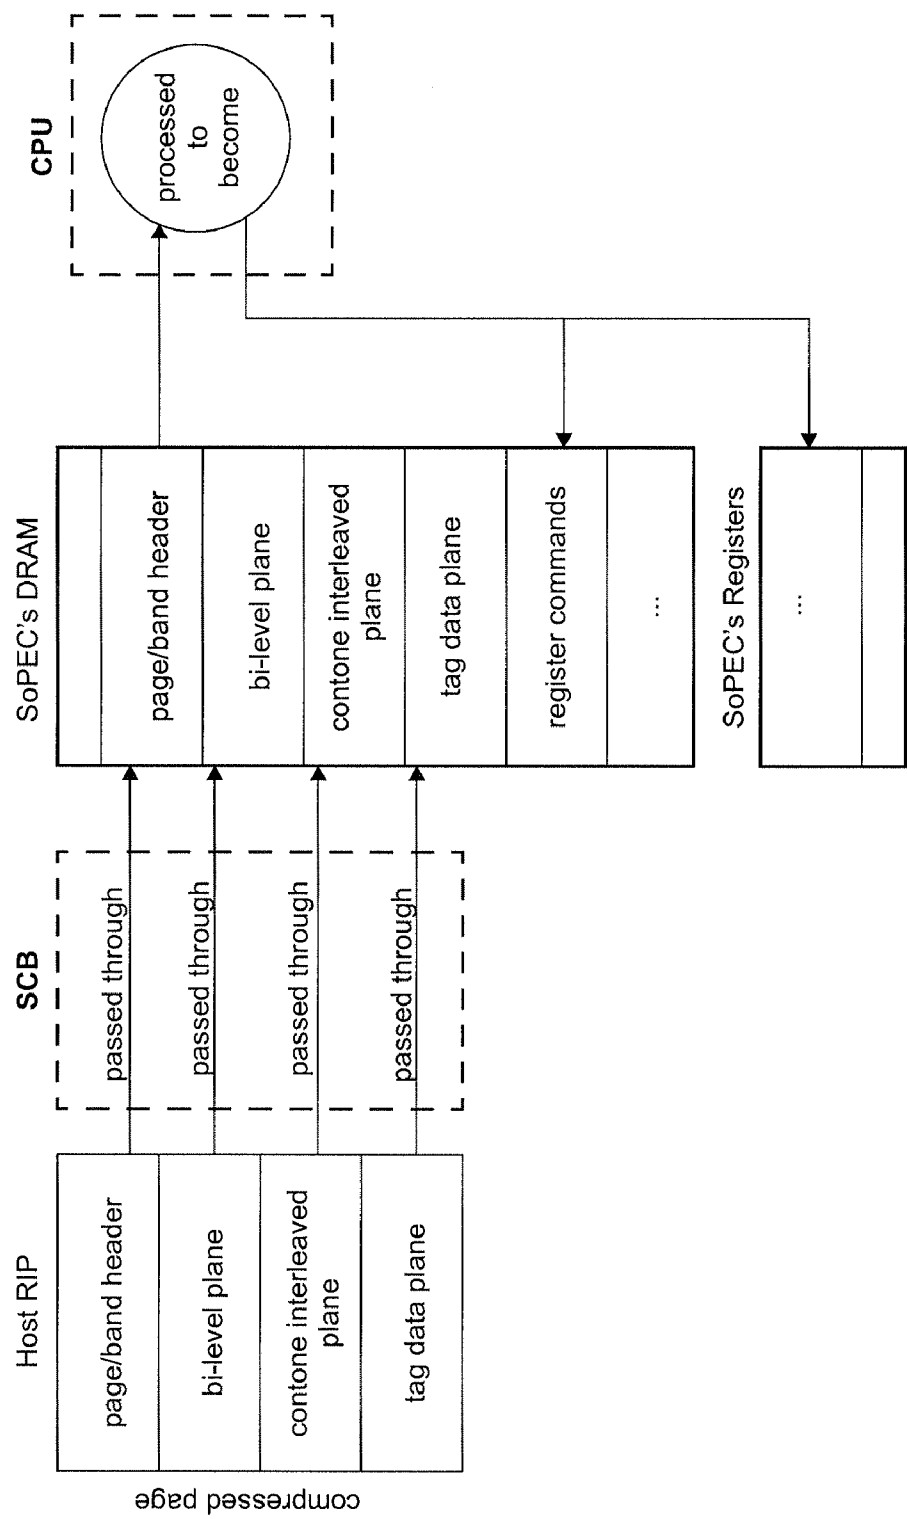 compressed page
Host RIP
page/band header
bi-level plane
contone interleaved
plane
tag data plane
SCB
passed through
passed through
passed through
passed through
SoPEC's DRAM
page/band header
bi-level plane
contone interleaved
plane
tag data plane
register commands
...
SoPEC's Registers
...
CPU
processed
to
become